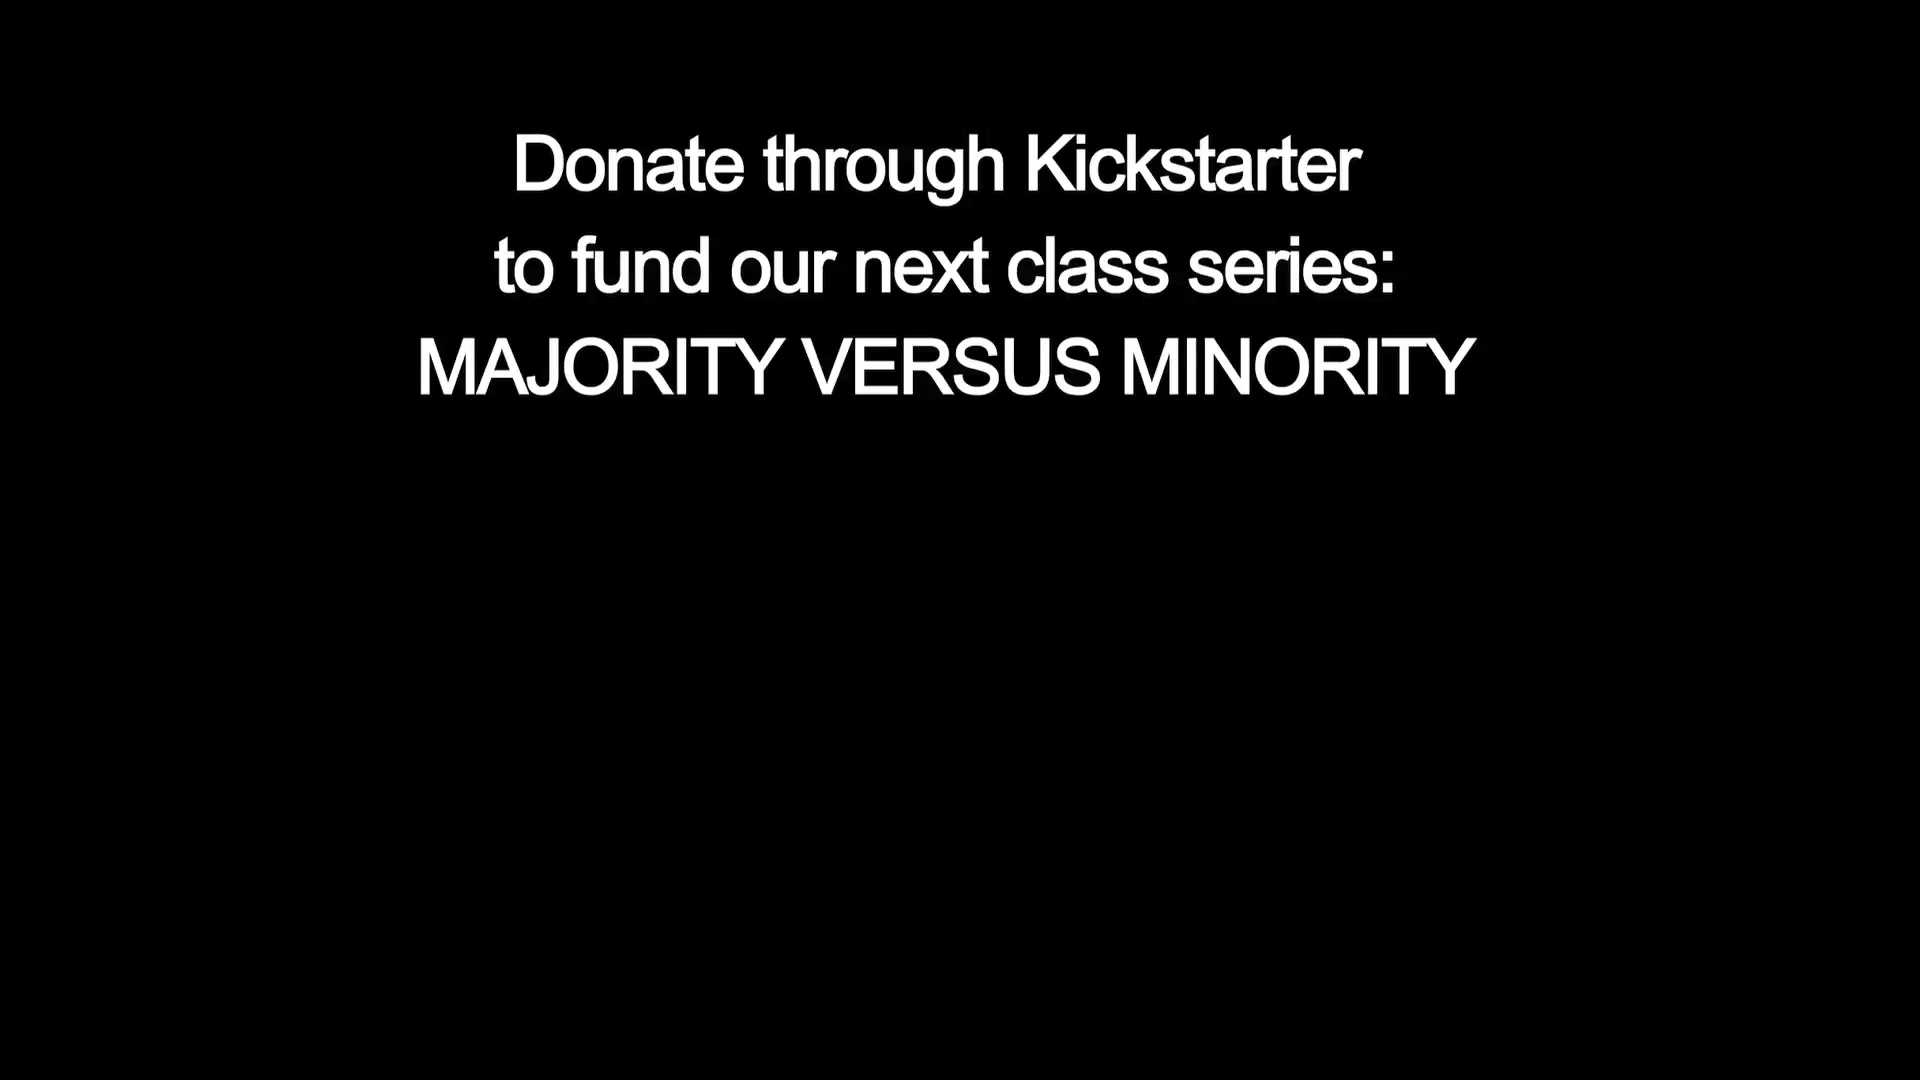 Donate through Kickstarter
to fund our next class series:
MAJORITY VERSUS MINORITY